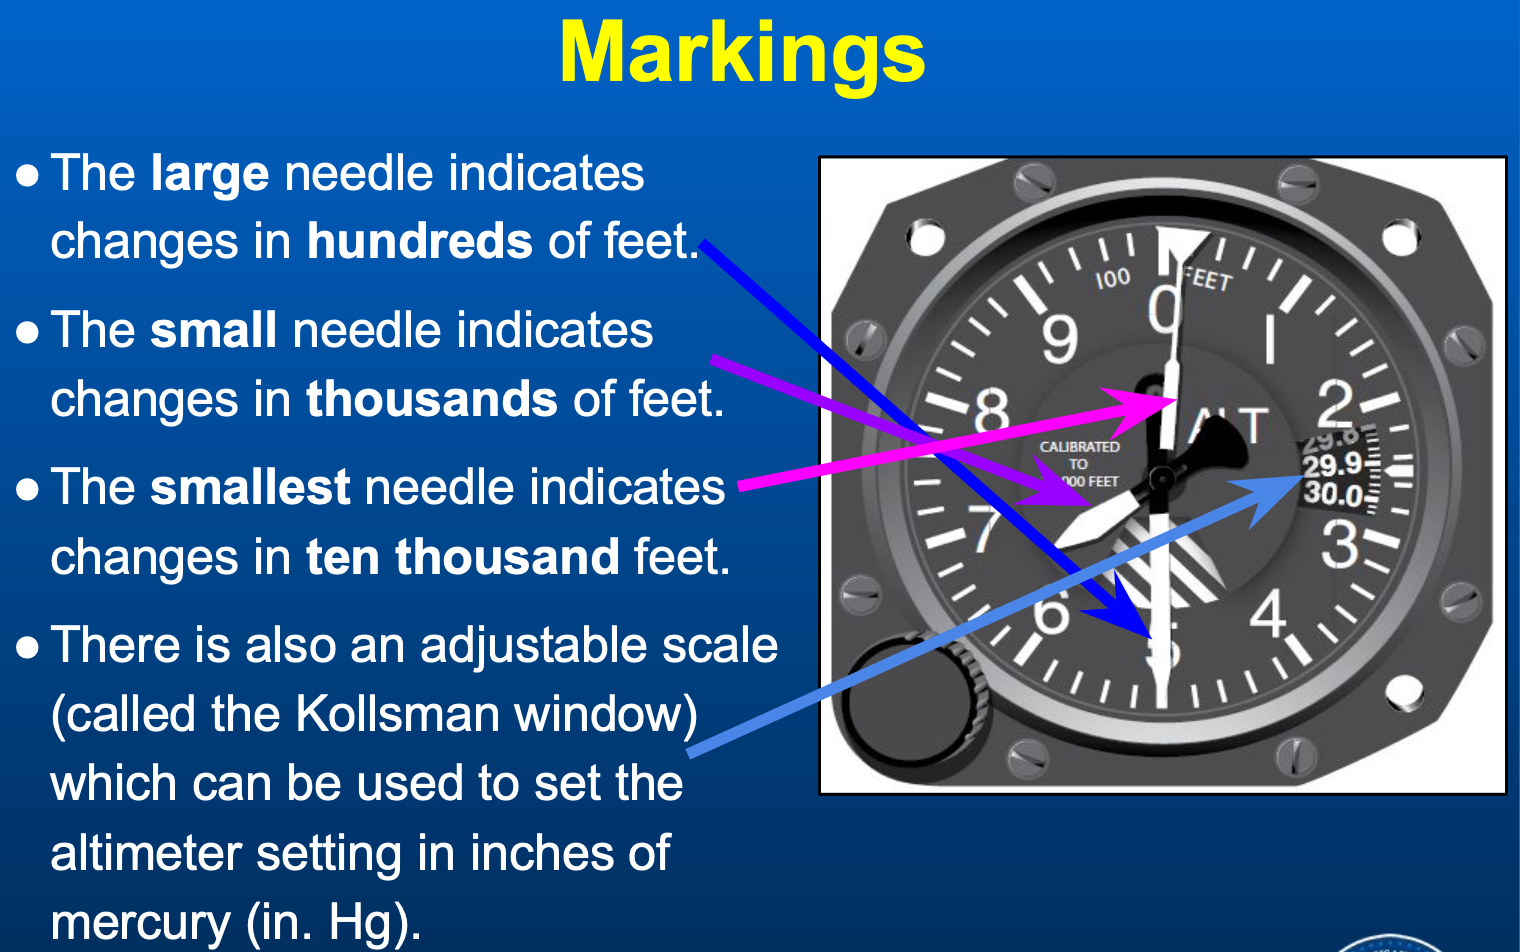 Markings
● The large needle indicates
changes in hundreds of feet.
● The small needle indicates
changes in thousands of feet.
● The smallest needle indicates
changes in ten thousand feet.
● There is also an adjustable scale
(called the Kollsman window)
which can be used to set the
altimeter setting in inches of
mercury (in. Hg).
100 FEET
0
9 1
8 2
ALT
CALIBRATED
TO
000 FEET
29.8
29.9
30.0
7 3
6 4
5